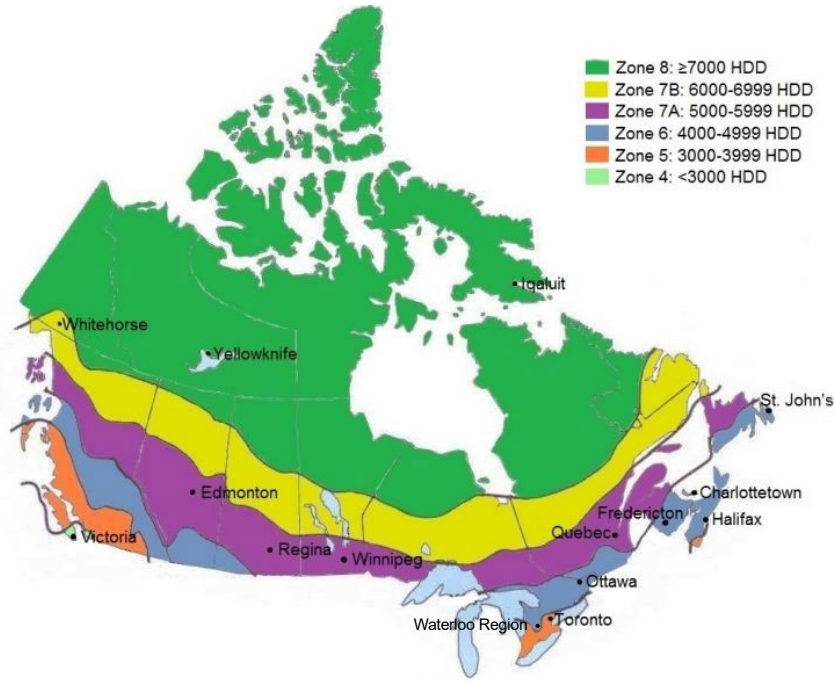 Zone 8: ≥7000 HDD
Zone 7B: 6000-6999 HDD
Zone 7A: 5000-5999 HDD
Zone 6: 4000-4999 HDD
Zone 5: 3000-3999 HDD
Zone 4: <3000 HDD
Iqaluit
Whitehorse
Yellowknife
St. John's
Edmonton
Charlottetown
Fredericton
Halifax
Quebec
Victoria
Regina
Winnipeg
Ottawa
Toronto
Waterloo Region